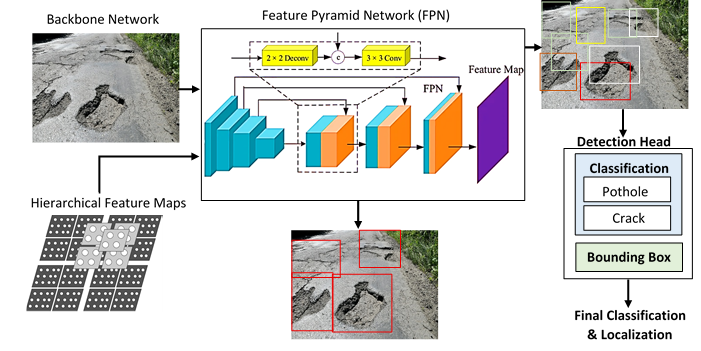 Backbone Network
Feature Pyramid Network (FPN)
2 × 2 Deconv
c
3 × 3 Conv
Feature Map
FPN
Detection Head
Classification
Pothole
Crack
Bounding Box
Hierarchical Feature Maps
Final Classification
& Localization